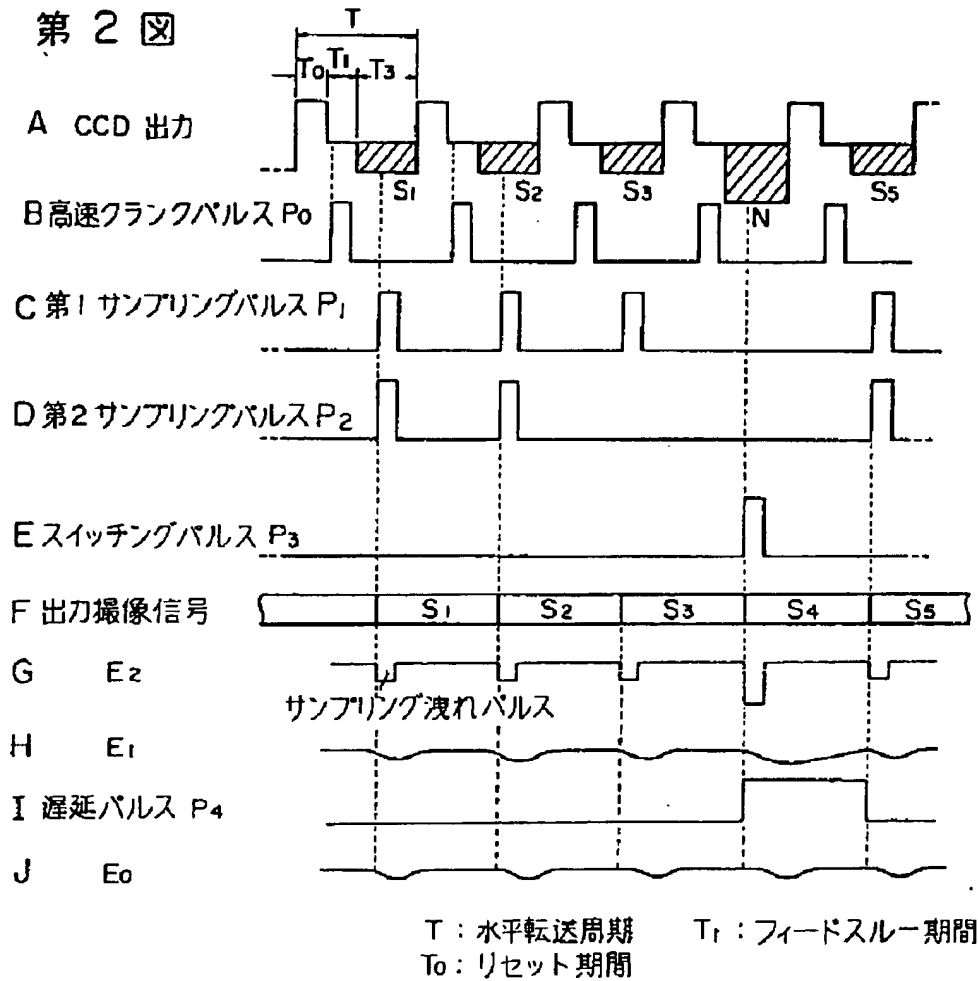 第 2 図
T
T0 T1 T3
A CCD 出力
S1 S2 S3 N S5
B 高速クランクパルス P0
C 第1サンプリングパルス P1
D 第2サンプリングパルス P2
E スイッチングパルス P3
F 出力撮像信号 S1 S2 S3 S4 S5
G E2
サンプリング洩れパルス
H E1
I 遅延パルス P4
J E0
T : 水平転送周期 T1 : フィードスルー期間
T0 : リセット期間